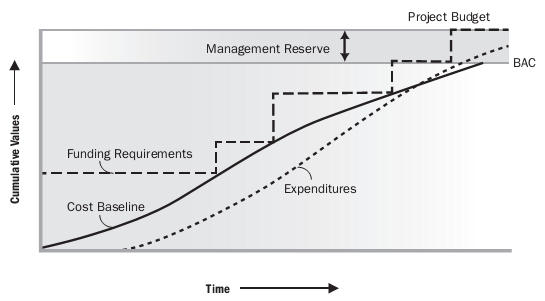 Project Budget
Management Reserve
BAC
Cumulative Values
Funding Requirements
Expenditures
Cost Baseline
Time